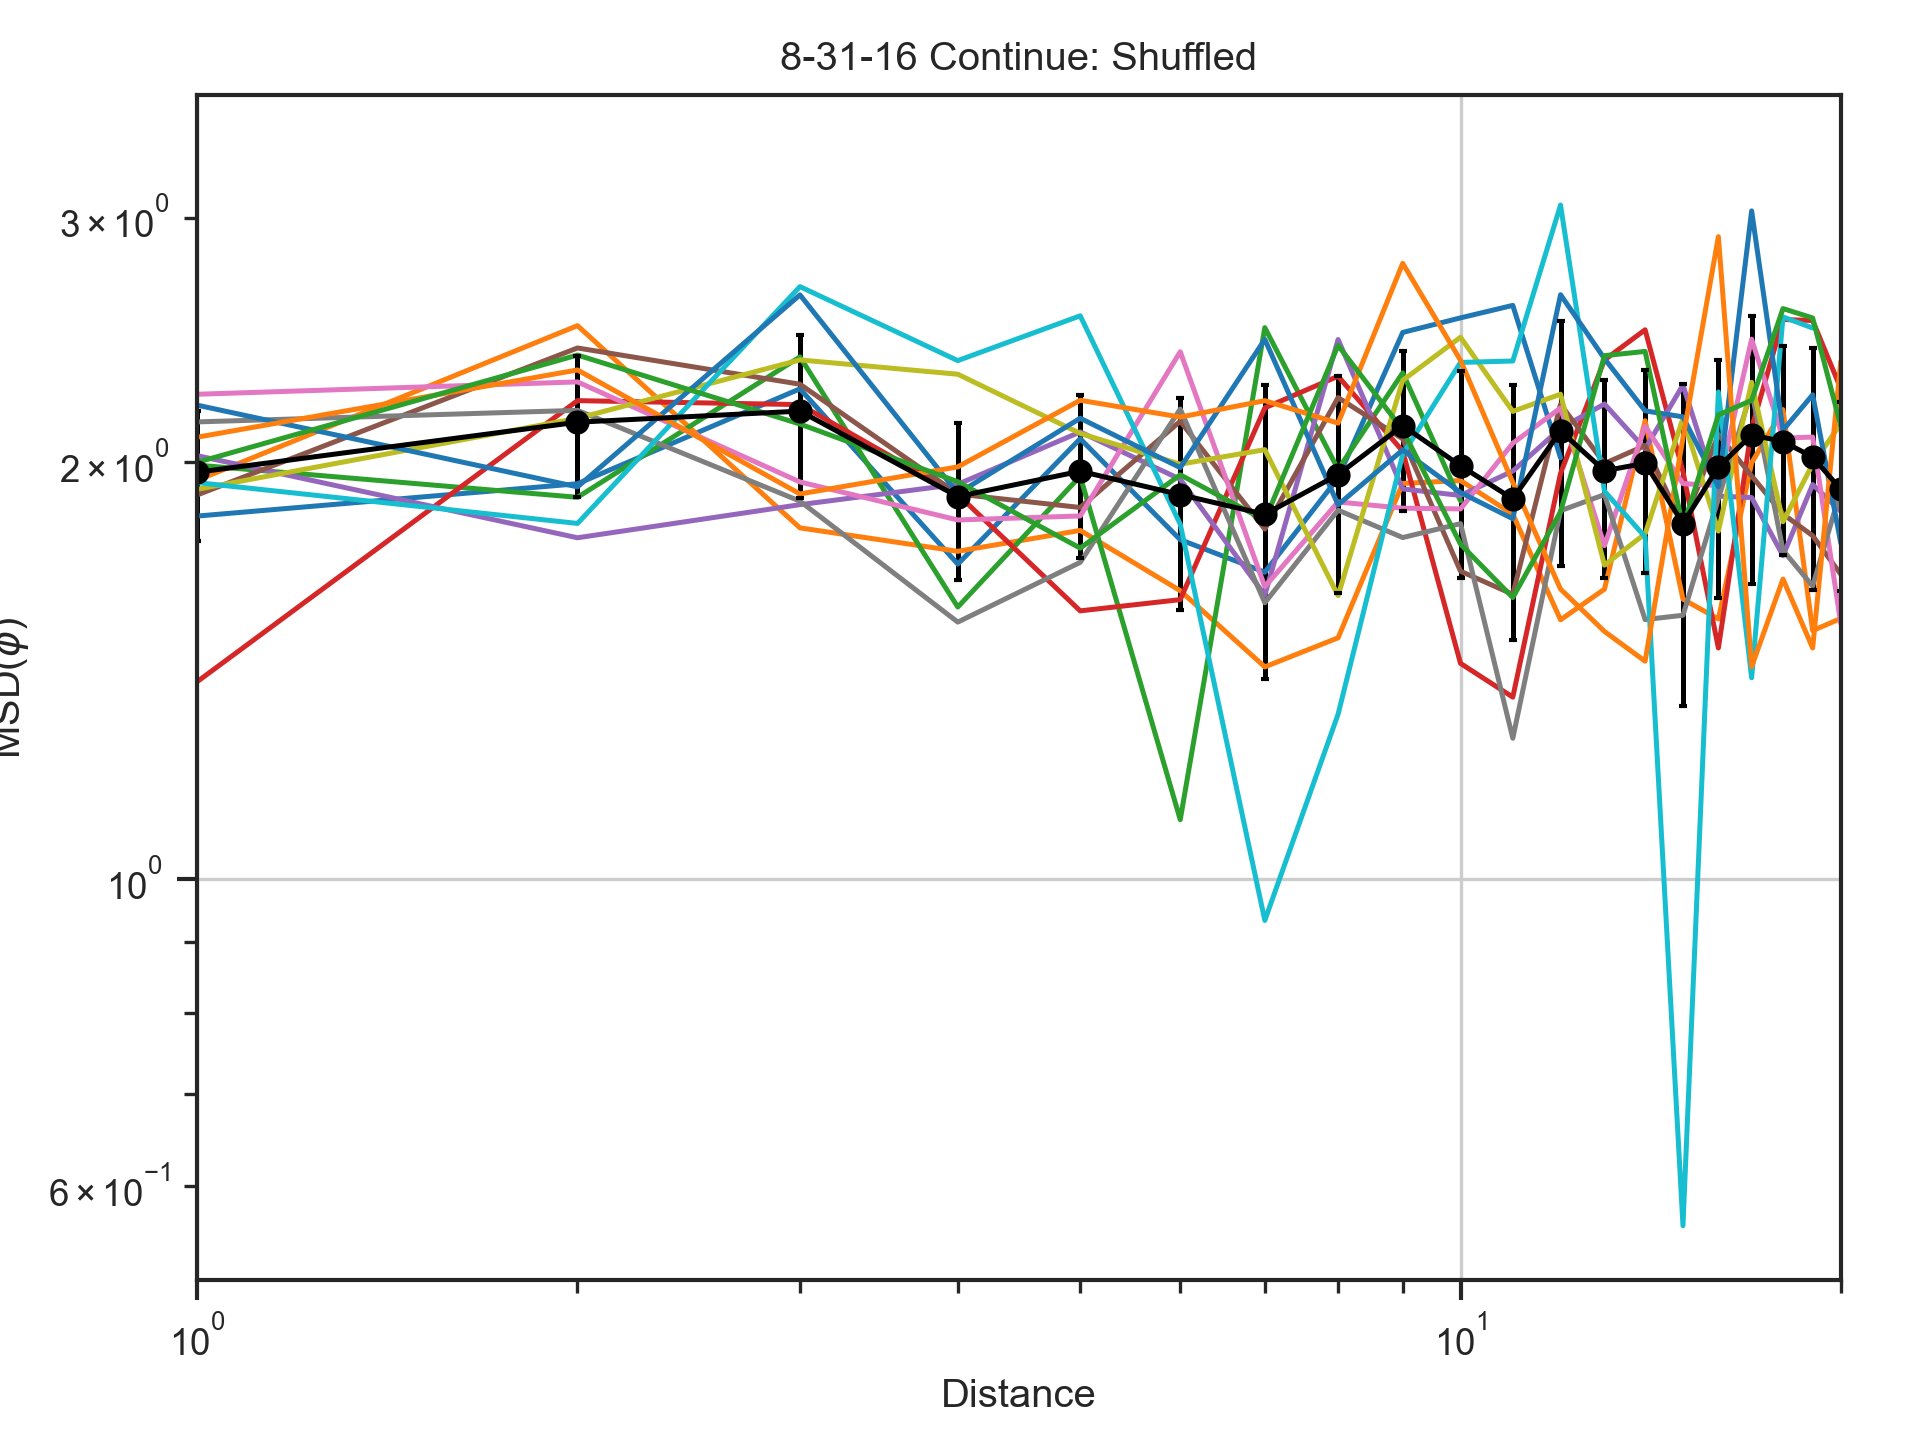 8-31-16 Continue: Shuffled
3 × 10⁰
2 × 10⁰
10⁰
6 × 10⁻¹
MSD(ϕ)
10⁰
10¹
Distance